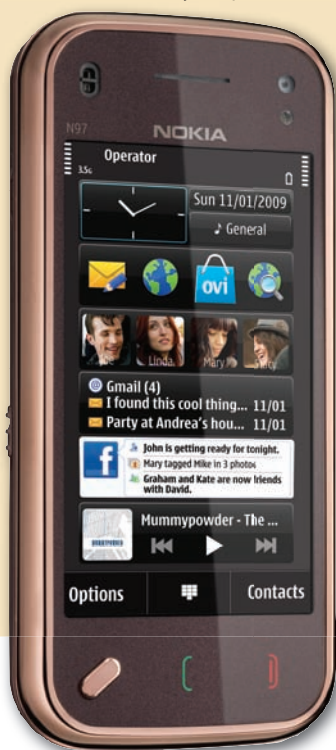 N97
NOKIA
Operator
3.5G
Sun 11/01/2009
General
ovi
Linda
Mary
Gmail (4)
I found this cool thing... 11/01
Party at Andrea's hou... 11/01
f
John is getting ready for tonight.
Mary tagged Mike in 3 photos
Graham and Kate are now friends
with David.
Mummypowder - The ...
Options
Contacts